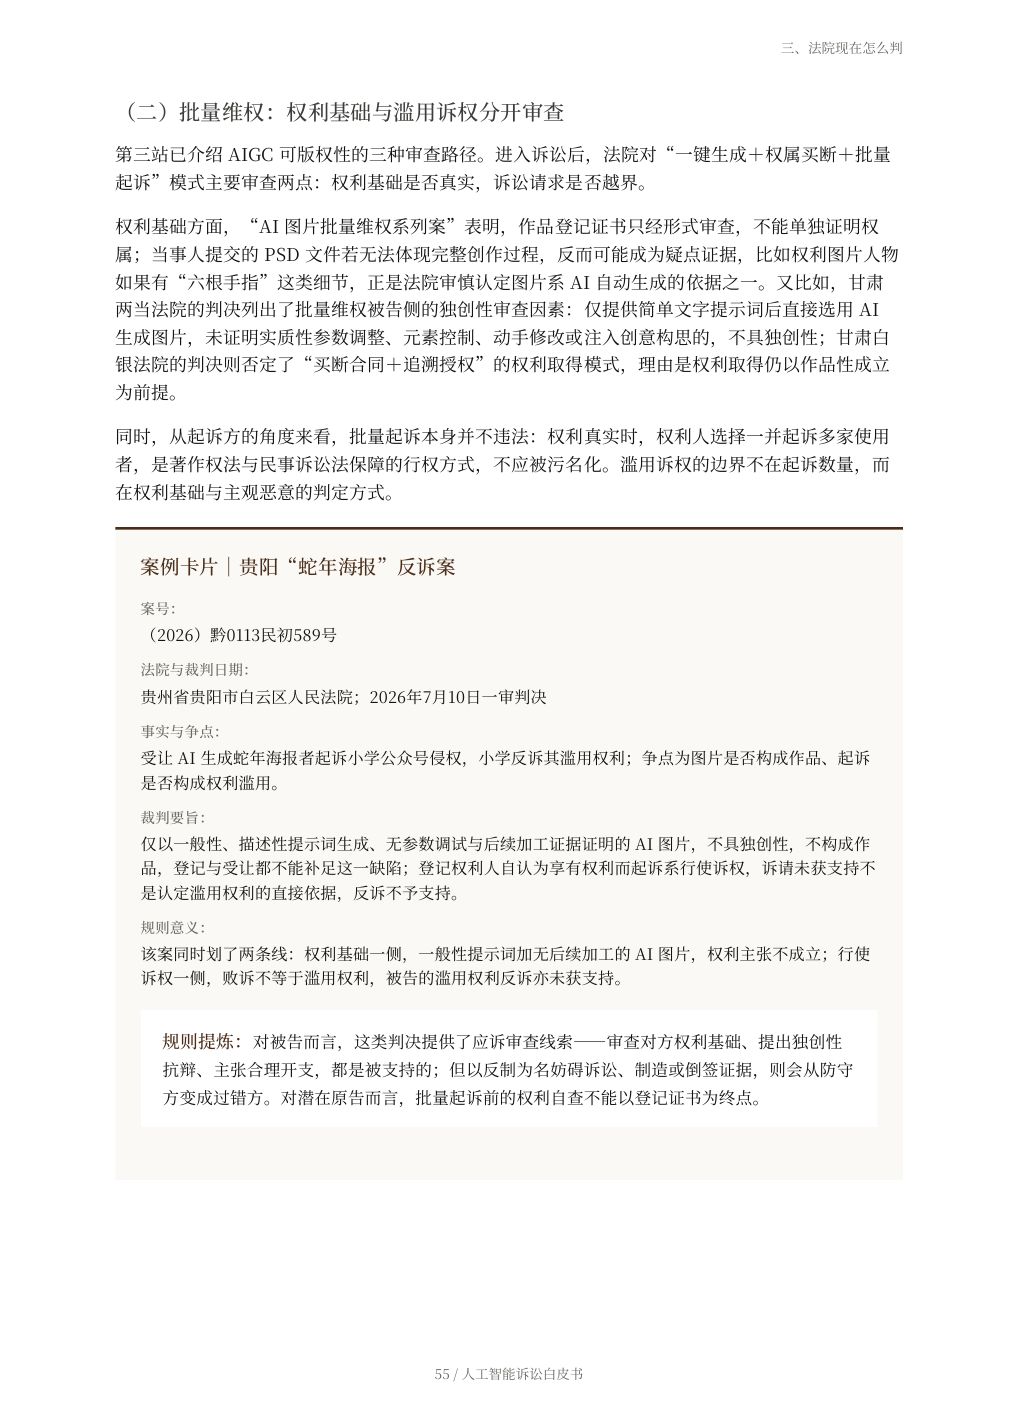 三、法院现在怎么判
（二）批量维权：权利基础与滥用诉权分开审查
第三站已介绍 AIGC 可版权性的三种审查路径。进入诉讼后，法院对“一键生成＋权属买断＋批量
起诉”模式主要审查两点：权利基础是否真实，诉讼请求是否越界。
权利基础方面，“AI 图片批量维权系列案”表明，作品登记证书只经形式审查，不能单独证明权
属；当事人提交的 PSD 文件若无法体现完整创作过程，反而可能成为疑点证据，比如权利图片人物
如果有“六根手指”这类细节，正是法院审慎认定图片系 AI 自动生成的依据之一。又比如，甘肃
两当法院的判决列出了批量维权被告侧的独创性审查因素：仅提供简单文字提示词后直接选用 AI
生成图片，未证明实质性参数调整、元素控制、动手修改或注入创意构思的，不具独创性；甘肃白
银法院的判决则否定了“买断合同＋追溯授权”的权利取得模式，理由是权利取得仍以作品性成立
为前提。
同时，从起诉方的角度来看，批量起诉本身并不违法：权利真实时，权利人选择一并起诉多家使用
者，是著作权法与民事诉讼法保障的行权方式，不应被污名化。滥用诉权的边界不在起诉数量，而
在权利基础与主观恶意的判定方式。
案例卡片｜贵阳“蛇年海报”反诉案
案号：
（2026）黔0113民初589号
法院与裁判日期：
贵州省贵阳市白云区人民法院；2026年7月10日一审判决
事实与争点：
受让 AI 生成蛇年海报者起诉小学公众号侵权，小学反诉其滥用权利；争点为图片是否构成作品、起诉
是否构成权利滥用。
裁判要旨：
仅以一般性、描述性提示词生成、无参数调试与后续加工证据证明的 AI 图片，不具独创性，不构成作
品，登记与受让都不能补足这一缺陷；登记权利人自认为享有权利而起诉系行使诉权，诉请未获支持不
是认定滥用权利的直接依据，反诉不予支持。
规则意义：
该案同时划了两条线：权利基础一侧，一般性提示词加无后续加工的 AI 图片，权利主张不成立；行使
诉权一侧，败诉不等于滥用权利，被告的滥用权利反诉亦未获支持。
规则提炼：对被告而言，这类判决提供了应诉审查线索——审查对方权利基础、提出独创性
抗辩、主张合理开支，都是被支持的；但以反制为名妨碍诉讼、制造或倒签证据，则会从防守
方变成过错方。对潜在原告而言，批量起诉前的权利自查不能以登记证书为终点。
55 / 人工智能诉讼白皮书